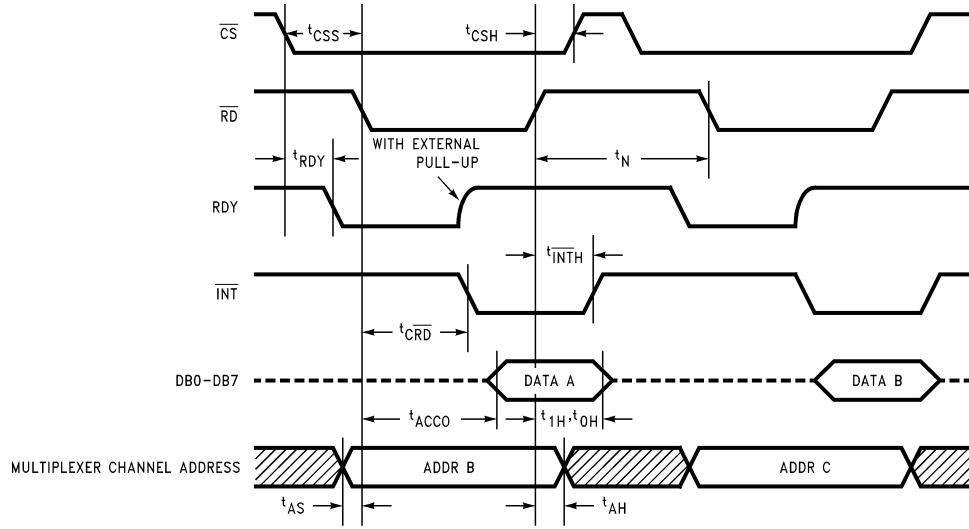 CS tCSS tCSH
RD
WITH EXTERNAL
PULL-UP
tRDY tN
RDY
tINTH
INT
tCRD
DB0-DB7 DATA A DATA B
tACCO t1H,t0H
MULTIPLEXER CHANNEL ADDRESS ADDR B ADDR C
tAS tAH